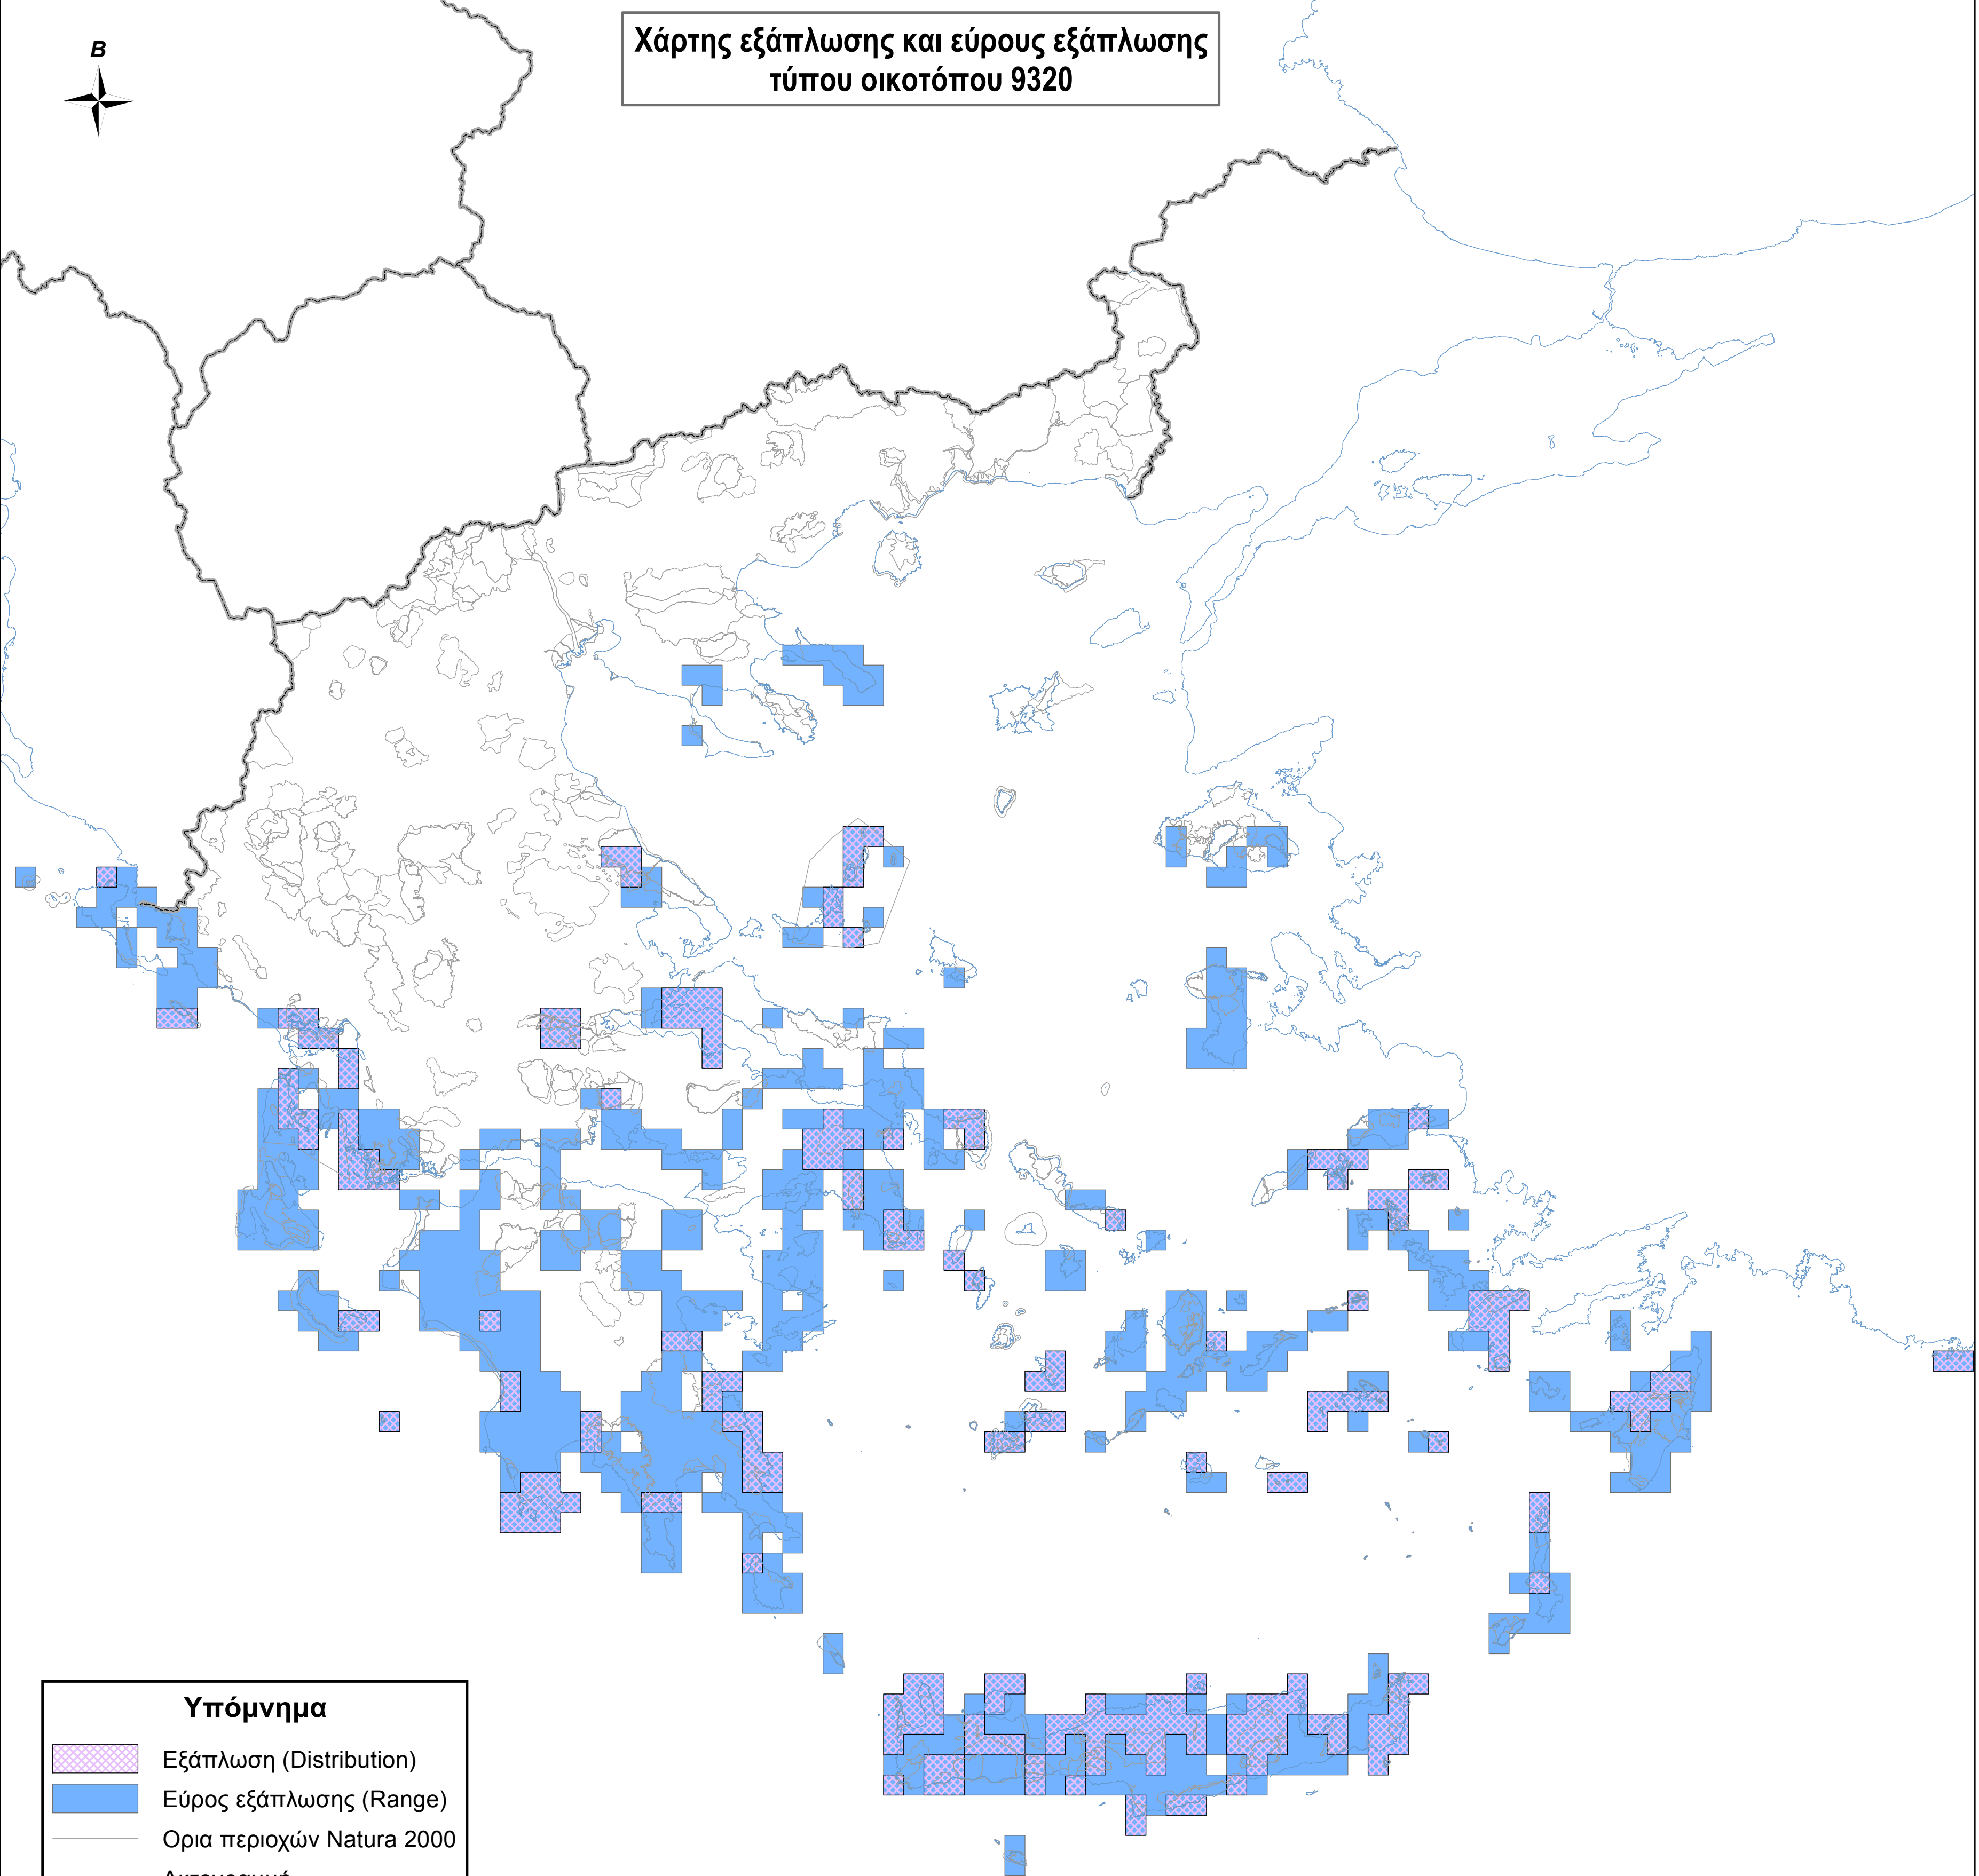 Β
Χάρτης εξάπλωσης και εύρους εξάπλωσης
τύπου οικοτόπου 9320
Υπόμνημα
Εξάπλωση (Distribution)
Εύρος εξάπλωσης (Range)
Ορια περιοχών Natura 2000